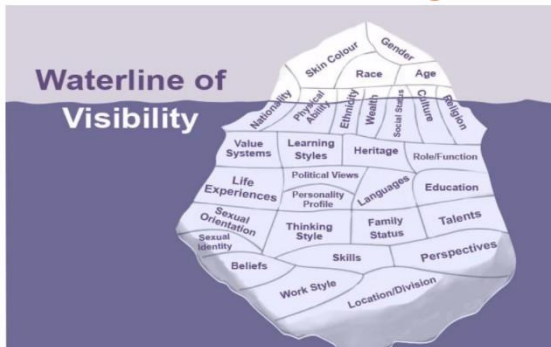 Waterline of
Visibility
Skin Colour
Gender
Race
Age
Nationality
Physical
Ability
Ethnicity
Wealth
Social Status
Culture
Religion
Value
Systems
Learning
Styles
Heritage
Role/Function
Life
Experiences
Political Views
Personality
Profile
Languages
Education
Sexual
Orientation
Thinking
Style
Family
Status
Talents
Sexual
Identity
Beliefs
Skills
Perspectives
Work Style
Location/Division